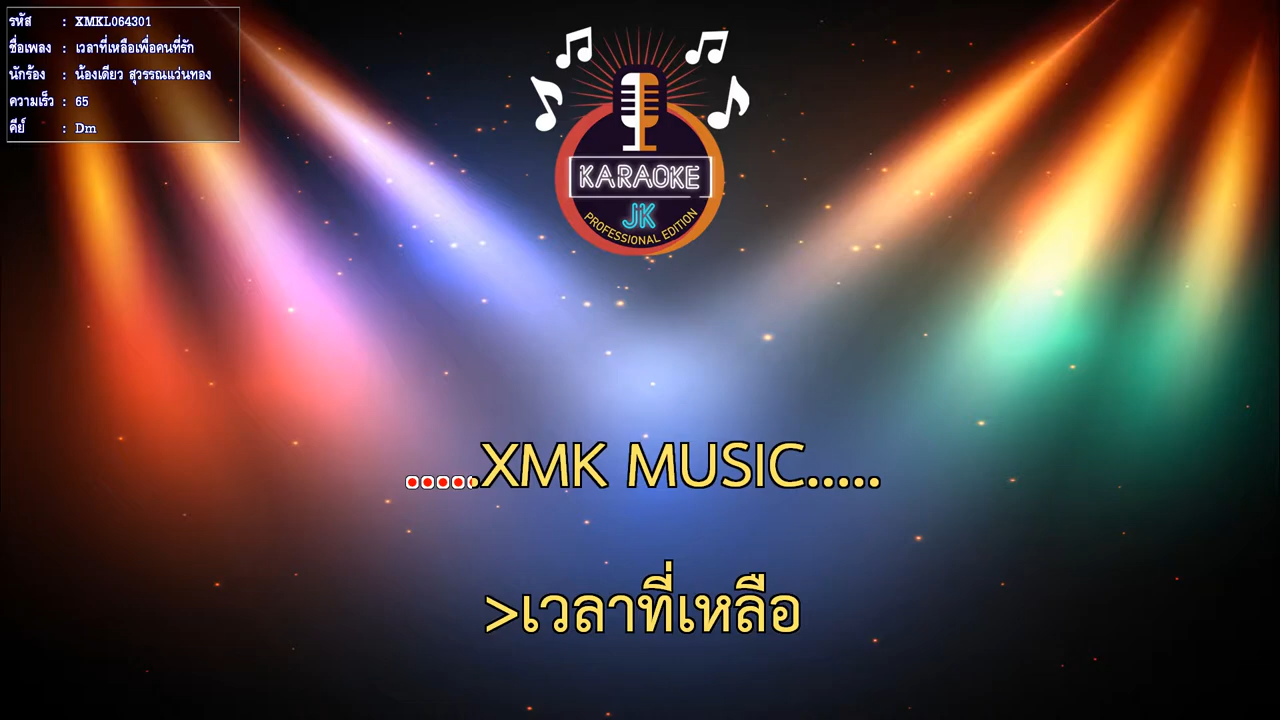 รหัส : XMKL064301
ชื่อเพลง : เวลาที่เหลือเพื่อคนที่รัก
นักร้อง : น้องเดียว สุวรรณแว่นทอง
ความเร็ว : 65
คีย์ : Dm
KARAOKE
JK
PROFESSIONAL EDITION
.....XMK MUSIC.....
>เวลาที่เหลือ